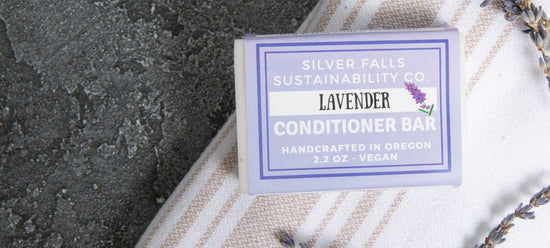 SILVER FALLS
SUSTAINABILITY CO.
LAVENDER
CONDITIONER BAR
HANDCRAFTED IN OREGON
2.2 OZ - VEGAN